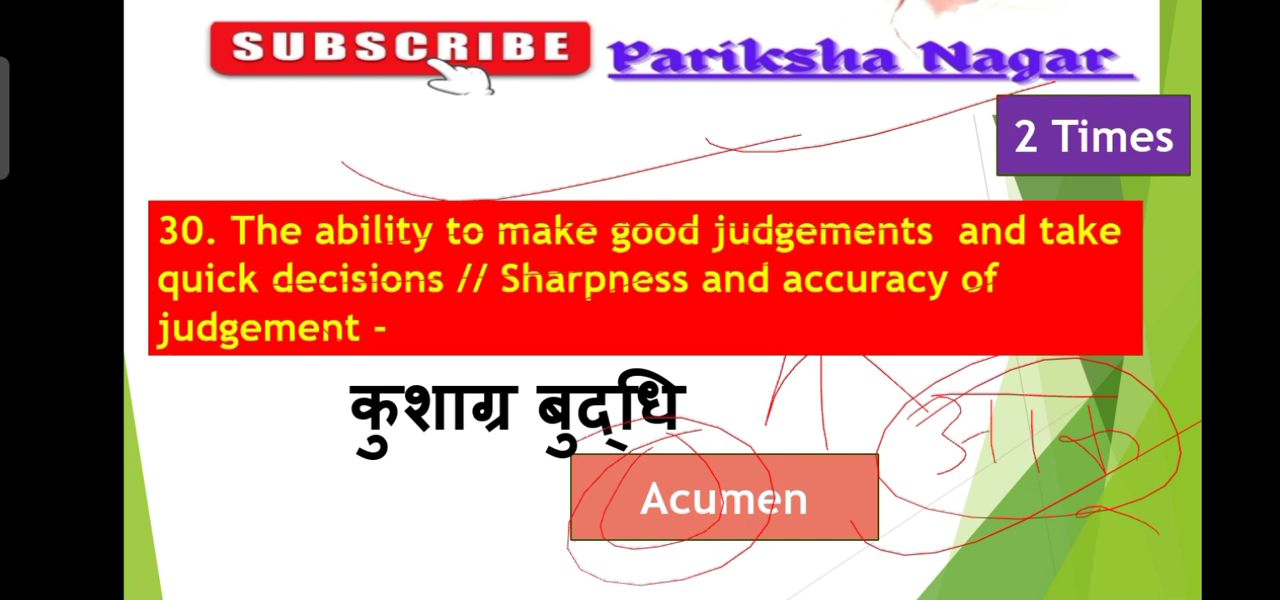 SUBSCRIBE Pariksha Nagar
2 Times
30. The ability to make good judgements and take
quick decisions // Sharpness and accuracy of
judgement -
कुशाग्र बुद्धि
Acumen